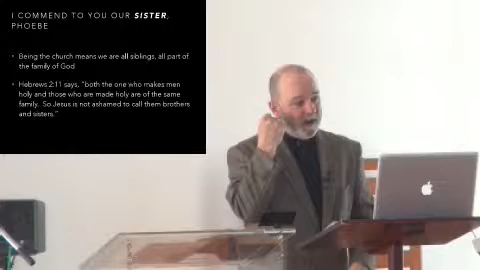 I COMMEND TO YOU OUR SISTER,
PHOEBE
• Being the church means we are all siblings, all part of
the family of God
• Hebrews 2:11 says, "both the one who makes men
holy and those who are made holy are of the same
family. So Jesus is not ashamed to call them brothers
and sisters."